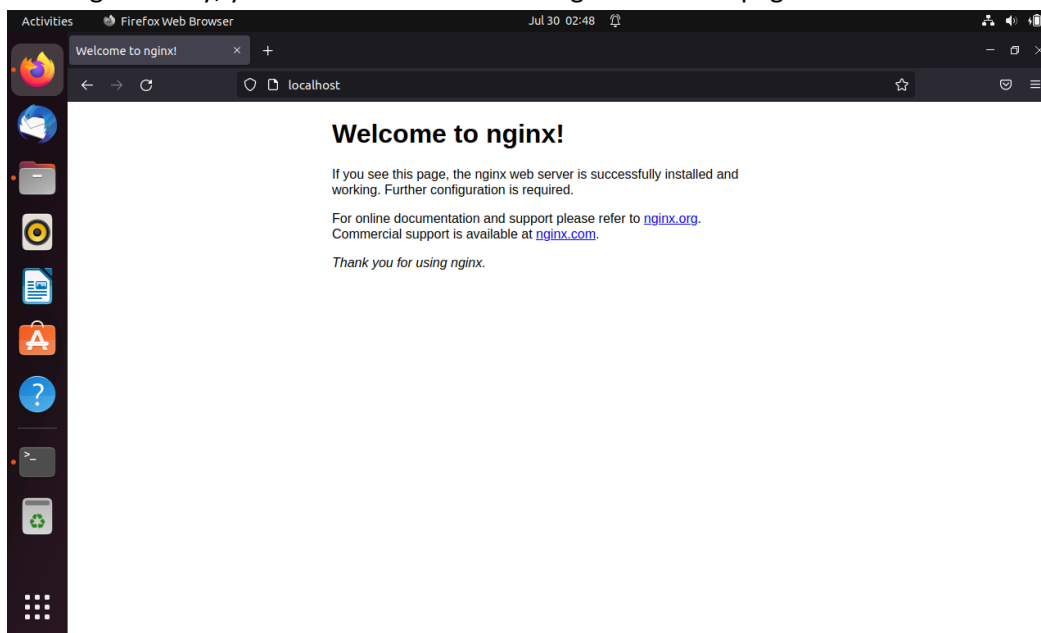 Activities
Firefox Web Browser
Jul 30 02:48
Welcome to nginx!
localhost
Welcome to nginx!
If you see this page, the nginx web server is successfully installed and
working. Further configuration is required.
For online documentation and support please refer to nginx.org.
Commercial support is available at nginx.com.
Thank you for using nginx.